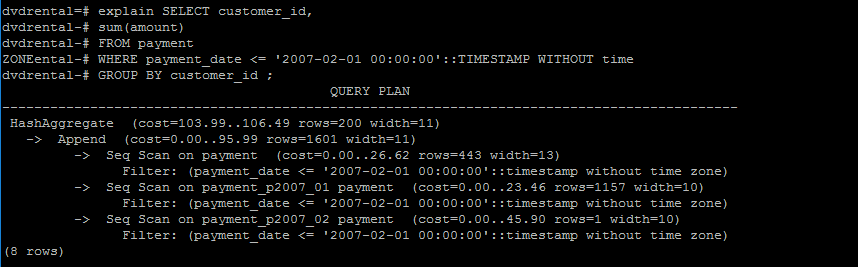 dvdrental=# explain SELECT customer_id,
dvdrental-# sum(amount)
dvdrental-# FROM payment
ZONEental-# WHERE payment_date <= '2007-02-01 00:00:00'::TIMESTAMP WITHOUT time
dvdrental-# GROUP BY customer_id ;
QUERY PLAN
--------------------------------------------------------------------------------------------
HashAggregate (cost=103.99..106.49 rows=200 width=11)
-> Append (cost=0.00..95.99 rows=1601 width=11)
-> Seq Scan on payment (cost=0.00..26.62 rows=443 width=13)
Filter: (payment_date <= '2007-02-01 00:00:00'::timestamp without time zone)
-> Seq Scan on payment_p2007_01 payment (cost=0.00..23.46 rows=1157 width=10)
Filter: (payment_date <= '2007-02-01 00:00:00'::timestamp without time zone)
-> Seq Scan on payment_p2007_02 payment (cost=0.00..45.90 rows=1 width=10)
Filter: (payment_date <= '2007-02-01 00:00:00'::timestamp without time zone)
(8 rows)